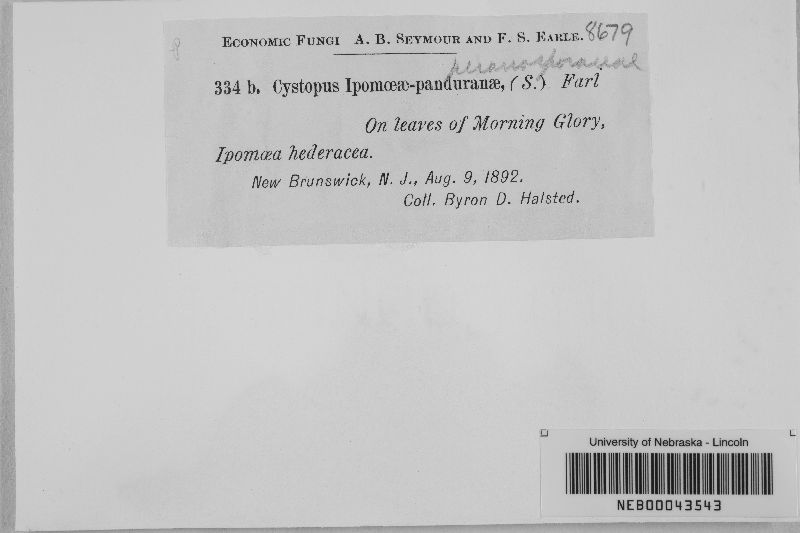 ECONOMIC FUNGI A. B. SEYMOUR AND F. S. EARLE. 8679
peronosporaceae
334 b. Cystopus Ipomœæ-panduranæ, (S.) Farl
On leaves of Morning Glory,
Ipomœa hederacea.
New Brunswick, N. J., Aug. 9, 1892.
Coll. Byron D. Halsted.
University of Nebraska - Lincoln
NEB00043543